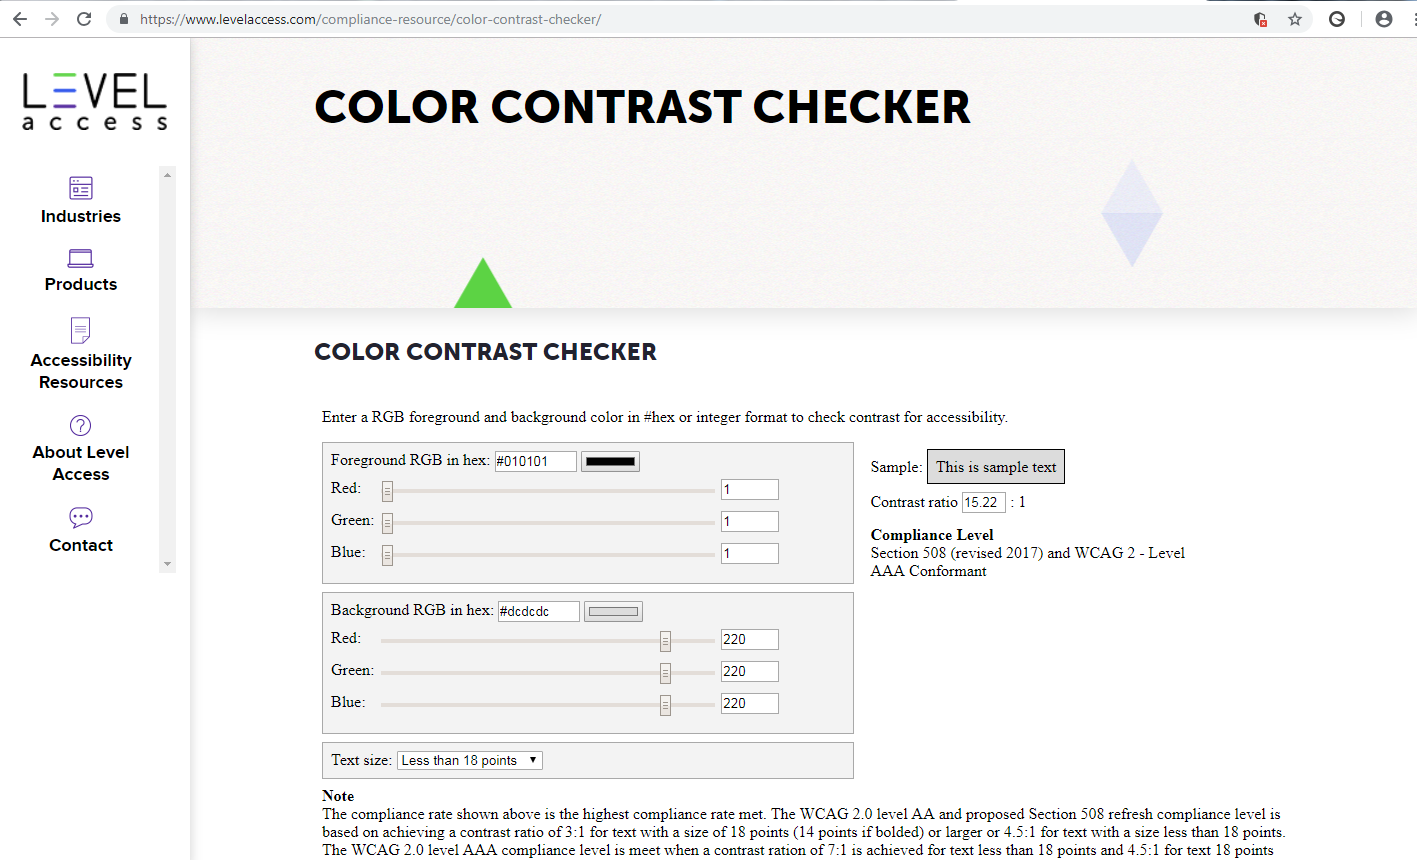 https://www.levelaccess.com/compliance-resource/color-contrast-checker/
LEVEL
access
Industries
Products
Accessibility
Resources
About Level
Access
Contact
COLOR CONTRAST CHECKER
COLOR CONTRAST CHECKER
Enter a RGB foreground and background color in #hex or integer format to check contrast for accessibility.
Foreground RGB in hex: #010101
Red: 1
Green: 1
Blue: 1
Sample: This is sample text
Contrast ratio 15.22 : 1
Compliance Level
Section 508 (revised 2017) and WCAG 2 - Level
AAA Conformant
Background RGB in hex: #dcdcdc
Red: 220
Green: 220
Blue: 220
Text size: Less than 18 points
Note
The compliance rate shown above is the highest compliance rate met. The WCAG 2.0 level AA and proposed Section 508 refresh compliance level is
based on achieving a contrast ratio of 3:1 for text with a size of 18 points (14 points if bolded) or larger or 4.5:1 for text with a size less than 18 points.
The WCAG 2.0 level AAA compliance level is meet when a contrast ration of 7:1 is achieved for text less than 18 points and 4.5:1 for text 18 points